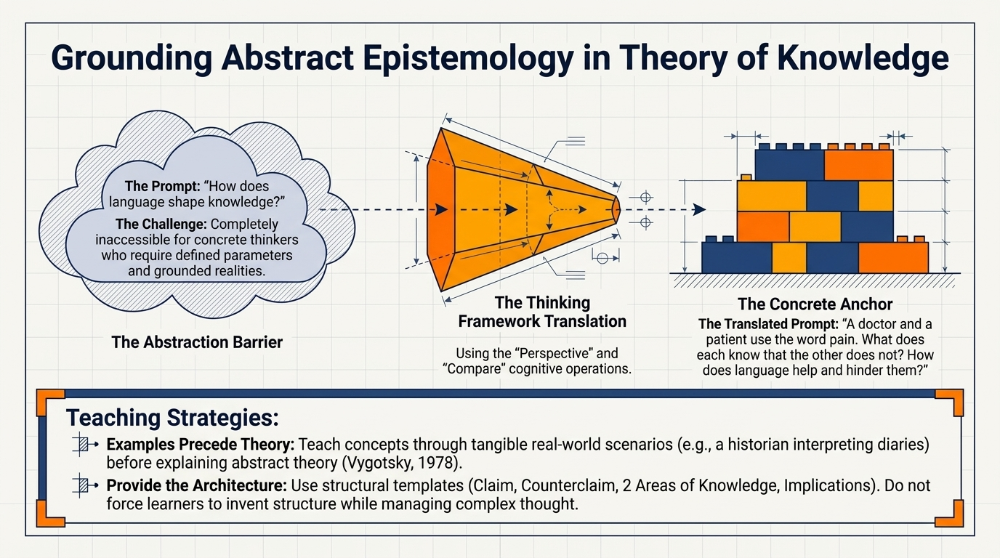 Grounding Abstract Epistemology in Theory of Knowledge
The Prompt: “How does
language shape knowledge?”
The Challenge: Completely
inaccessible for concrete thinkers
who require defined parameters
and grounded realities.
The Abstraction Barrier
The Thinking
Framework Translation
Using the “Perspective” and
“Compare” cognitive operations.
The Concrete Anchor
The Translated Prompt: “A doctor and a
patient use the word pain. What does
each know that the other does not? How
does language help and hinder them?”
Teaching Strategies:
Examples Precede Theory: Teach concepts through tangible real-world scenarios (e.g., a historian interpreting diaries)
before explaining abstract theory (Vygotsky, 1978).
Provide the Architecture: Use structural templates (Claim, Counterclaim, 2 Areas of Knowledge, Implications). Do not
force learners to invent structure while managing complex thought.